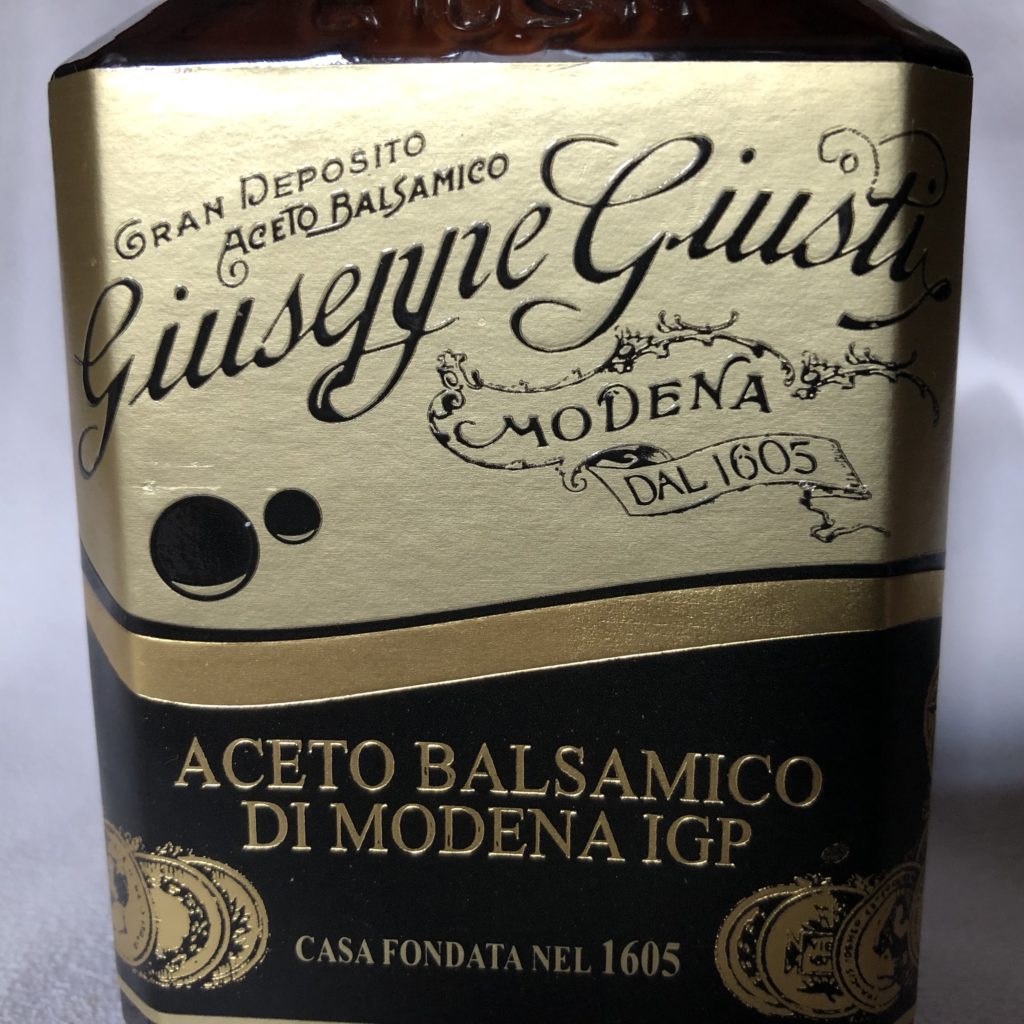 GRAN DEPOSITO
ACETO BALSAMICO
Giuseppe Giusti
MODENA
DAL 1605
ACETO BALSAMICO
DI MODENA IGP
CASA FONDATA NEL 1605